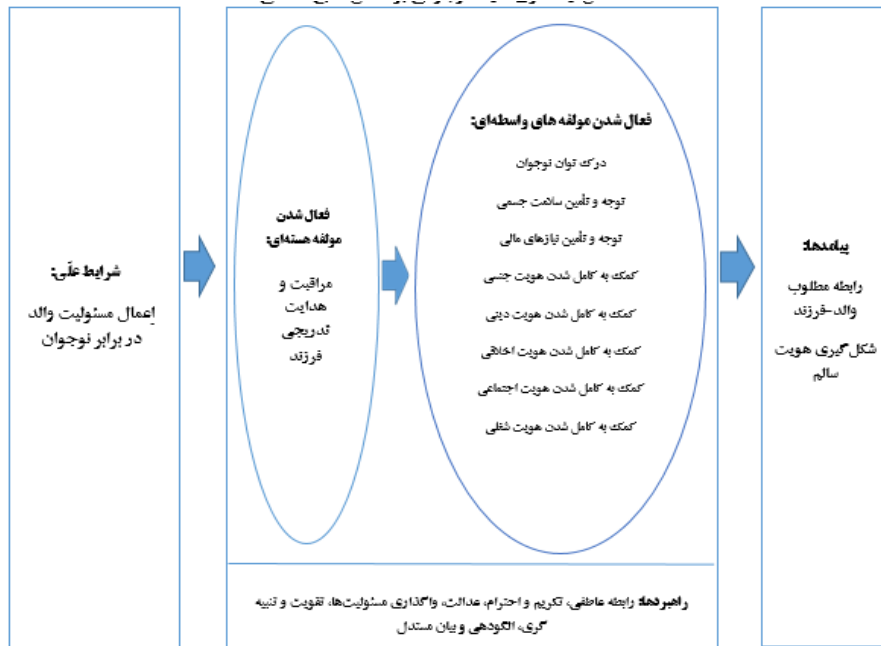 شرایط علّی:
اِعمال مسئولیت والد
در برابر نوجوان
فعال شدن
مولفه هسته‌ای:
مراقبت و
هدایت
تدریجی
فرزند
فعال شدن مولفه های واسطه‌ای:
درک توان نوجوان
توجه و تأمین سلامت جسمی
توجه و تأمین نیازهای مالی
کمک به کامل شدن هویت جنسی
کمک به کامل شدن هویت دینی
کمک به کامل شدن هویت اخلاقی
کمک به کامل شدن هویت اجتماعی
کمک به کامل شدن هویت شغلی
راهبردها: رابطه عاطفی، تکریم و احترام، عدالت، واگذاری مسئولیت‌ها، تقویت و تنبیه
گری، الگودهی و بیان مستدل
پیامدها:
رابطه مطلوب
والد-فرزند
شکل‌گیری هویت
سالم